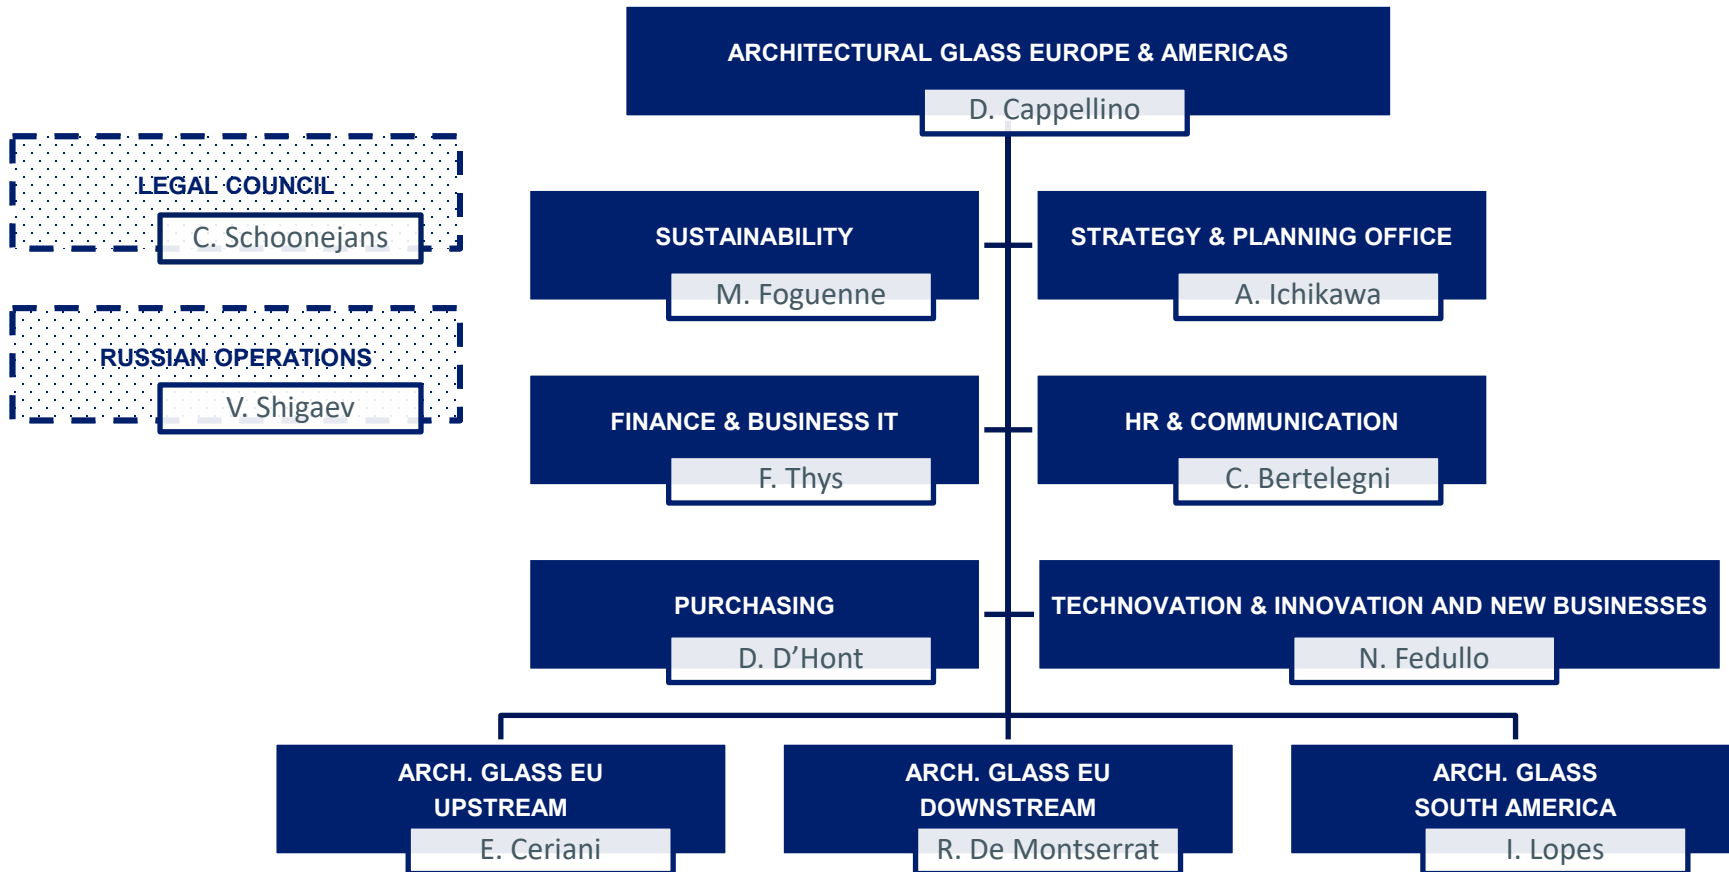 ARCHITECTURAL GLASS EUROPE & AMERICAS
D. Cappellino
LEGAL COUNCIL
C. Schoonejans
RUSSIAN OPERATIONS
V. Shigaev
SUSTAINABILITY
M. Foguenne
STRATEGY & PLANNING OFFICE
A. Ichikawa
FINANCE & BUSINESS IT
F. Thys
HR & COMMUNICATION
C. Bertelegni
PURCHASING
D. D’Hont
TECHNOVATION & INNOVATION AND NEW BUSINESSES
N. Fedullo
ARCH. GLASS EU
UPSTREAM
E. Ceriani
ARCH. GLASS EU
DOWNSTREAM
R. De Montserrat
ARCH. GLASS
SOUTH AMERICA
I. Lopes